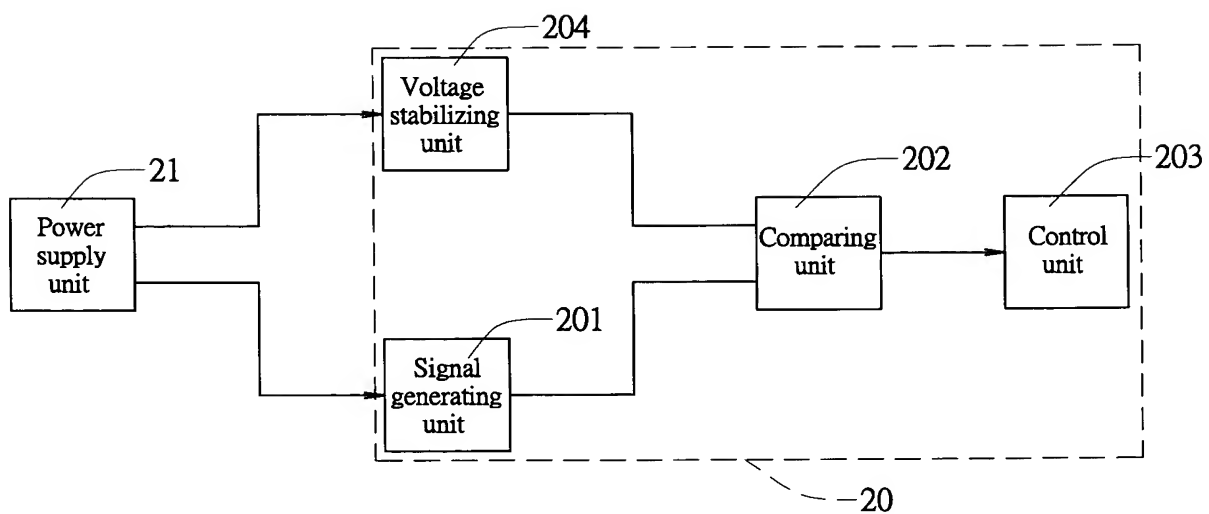 204
Voltage
stabilizing
unit
21
Power
supply
unit
202
Comparing
unit
203
Control
unit
201
Signal
generating
unit
20